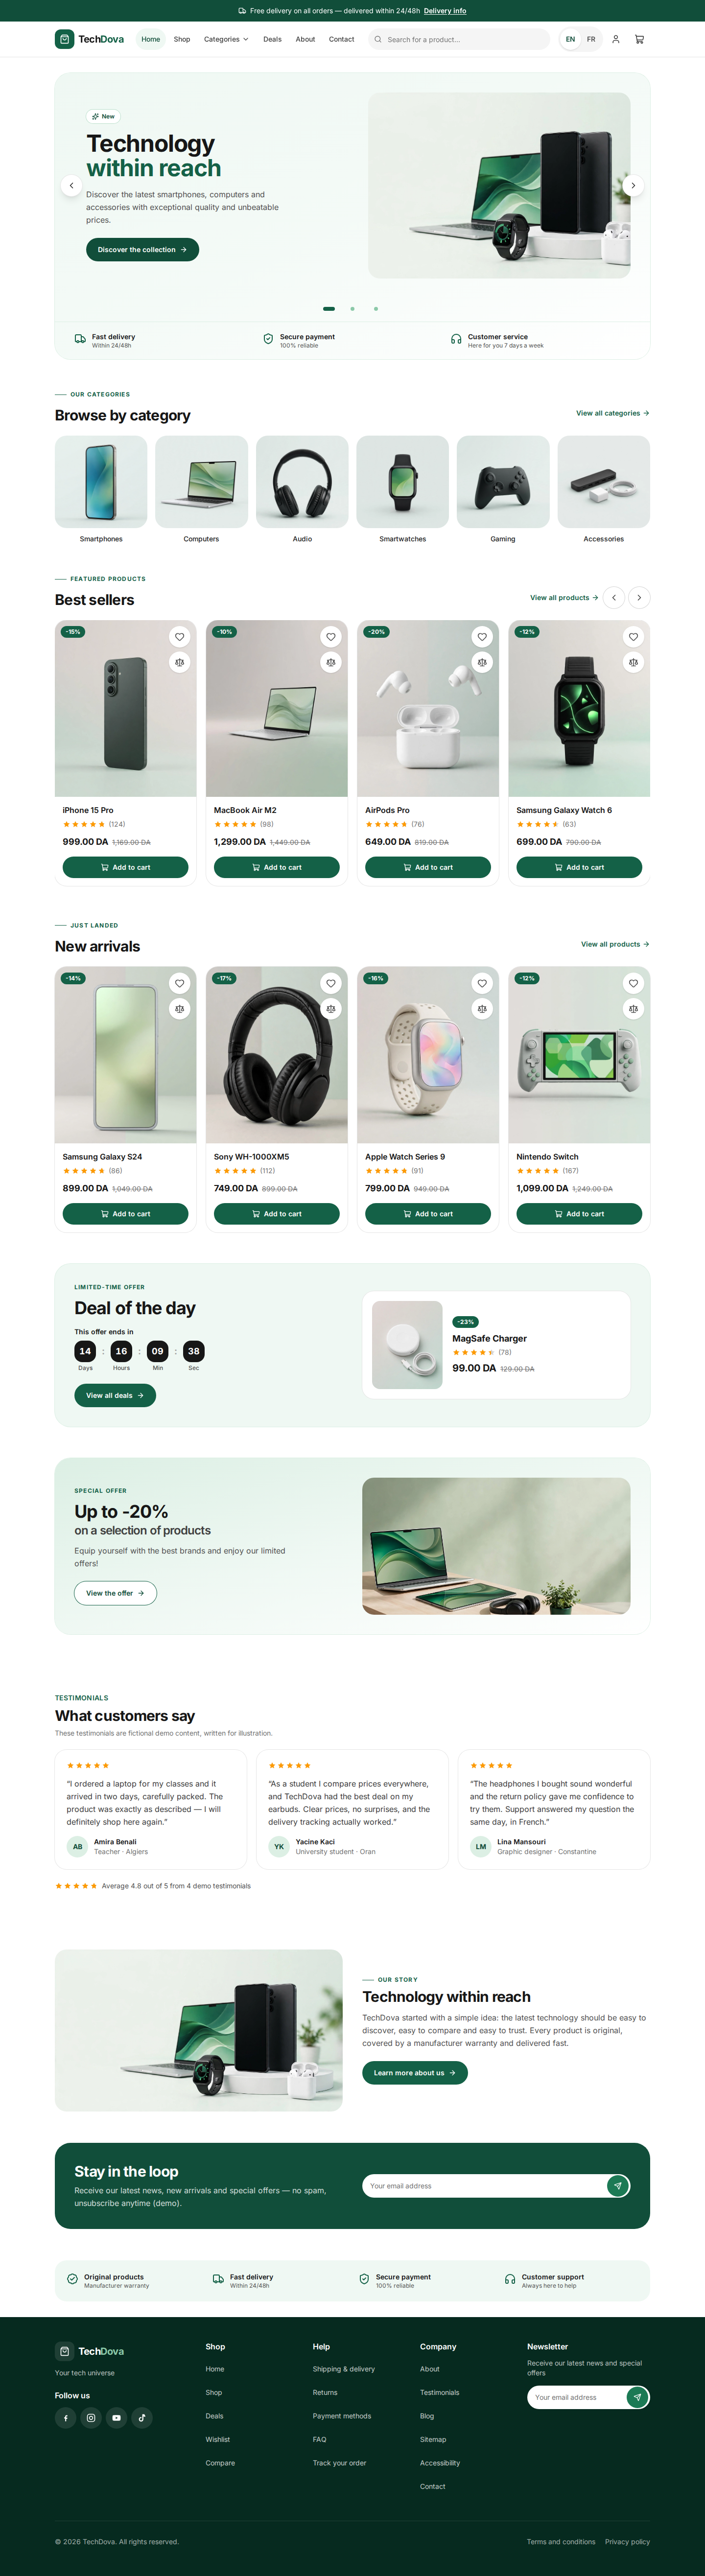 Free delivery on all orders — delivered within 24/48h Delivery info
TechDova
Home Shop Categories Deals About Contact
Search for a product...
EN FR
New
Technology
within reach
Discover the latest smartphones, computers and
accessories with exceptional quality and unbeatable
prices.
Discover the collection →
Fast delivery
Within 24/48h
Secure payment
100% reliable
Customer service
Here for you 7 days a week
OUR CATEGORIES
Browse by category
View all categories →
Smartphones
Computers
Audio
Smartwatches
Gaming
Accessories
FEATURED PRODUCTS
Best sellers
View all products →
-15%
iPhone 15 Pro
(124)
999.00 DA 1,169.00 DA
Add to cart
-10%
MacBook Air M2
(98)
1,299.00 DA 1,449.00 DA
Add to cart
-20%
AirPods Pro
(76)
649.00 DA 819.00 DA
Add to cart
-12%
Samsung Galaxy Watch 6
(63)
699.00 DA 790.00 DA
Add to cart
JUST LANDED
New arrivals
View all products →
-14%
Samsung Galaxy S24
(86)
899.00 DA 1,049.00 DA
Add to cart
-17%
Sony WH-1000XM5
(112)
749.00 DA 899.00 DA
Add to cart
-16%
Apple Watch Series 9
(91)
799.00 DA 949.00 DA
Add to cart
-12%
Nintendo Switch
(167)
1,099.00 DA 1,249.00 DA
Add to cart
LIMITED-TIME OFFER
Deal of the day
This offer ends in
14 : 16 : 09 : 38
Days Hours Min Sec
View all deals →
-23%
MagSafe Charger
(78)
99.00 DA 129.00 DA
SPECIAL OFFER
Up to -20%
on a selection of products
Equip yourself with the best brands and enjoy our limited
offers!
View the offer →
TESTIMONIALS
What customers say
These testimonials are fictional demo content, written for illustration.
“I ordered a laptop for my classes and it
arrived in two days, carefully packed. The
product was exactly as described — I will
definitely shop here again.”
AB
Amira Benali
Teacher · Algiers
“As a student I compare prices everywhere,
and TechDova had the best deal on my
earbuds. Clear prices, no surprises, and the
delivery tracking actually worked.”
YK
Yacine Kaci
University student · Oran
“The headphones I bought sound wonderful
and the return policy gave me confidence to
try them. Support answered my question the
same day, in French.”
LM
Lina Mansouri
Graphic designer · Constantine
Average 4.8 out of 5 from 4 demo testimonials
OUR STORY
Technology within reach
TechDova started with a simple idea: the latest technology should be easy to
discover, easy to compare and easy to trust. Every product is original,
covered by a manufacturer warranty and delivered fast.
Learn more about us →
Stay in the loop
Receive our latest news, new arrivals and special offers — no spam,
unsubscribe anytime (demo).
Your email address
Original products
Manufacturer warranty
Fast delivery
Within 24/48h
Secure payment
100% reliable
Customer support
Always here to help
TechDova
Your tech universe
Follow us
Shop
Home
Shop
Deals
Wishlist
Compare
Help
Shipping & delivery
Returns
Payment methods
FAQ
Track your order
Company
About
Testimonials
Blog
Sitemap
Accessibility
Contact
Newsletter
Receive our latest news and special
offers
Your email address
© 2026 TechDova. All rights reserved.
Terms and conditions Privacy policy